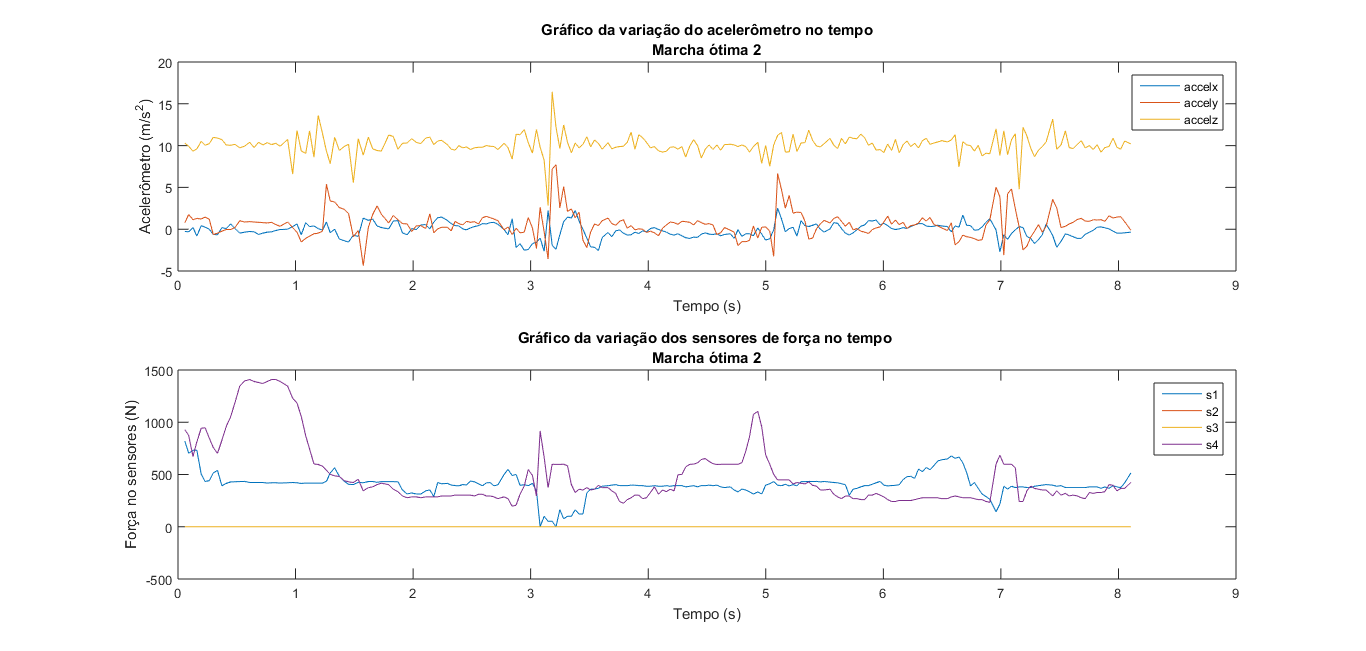 Gráfico da variação do acelerômetro no tempo
Marcha ótima 2
20
15
10
5
0
-5
Acelerômetro (m/s²)
accelx
accely
accelz
0 1 2 3 4 5 6 7 8 9
Tempo (s)
Gráfico da variação dos sensores de força no tempo
Marcha ótima 2
1500
1000
500
0
-500
Força no sensores (N)
s1
s2
s3
s4
0 1 2 3 4 5 6 7 8 9
Tempo (s)